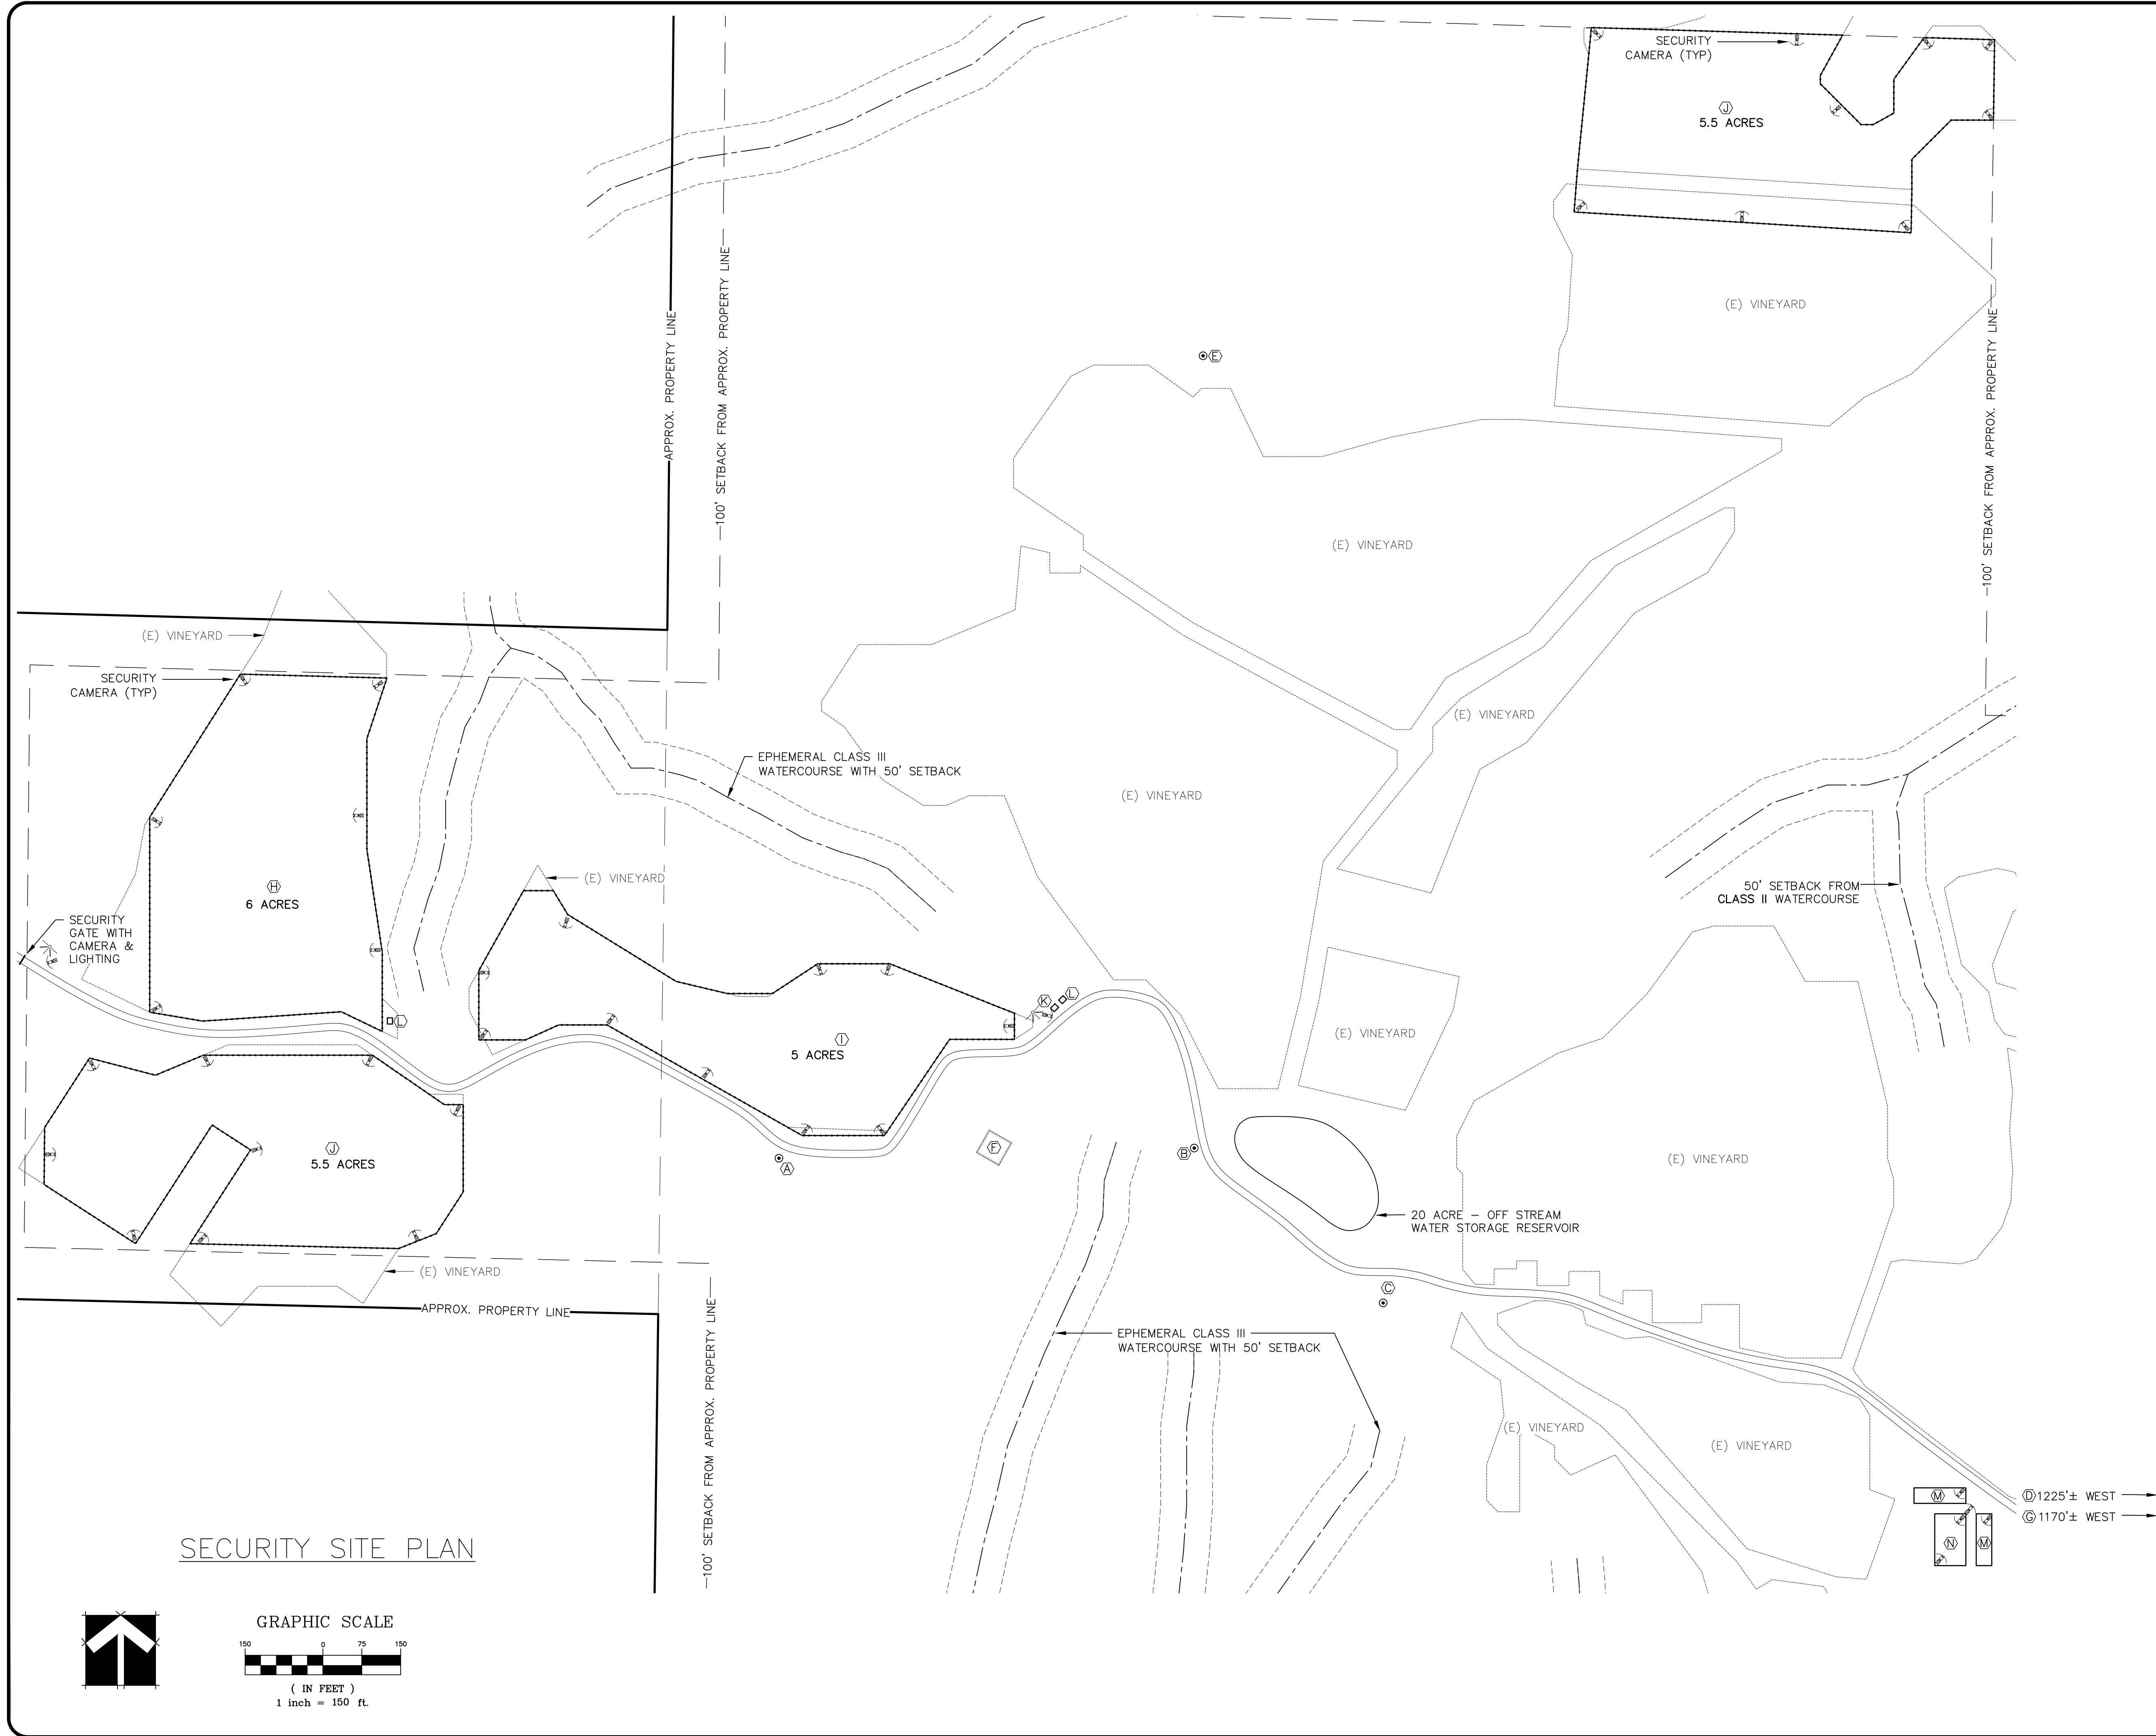 SECURITY
CAMERA (TYP)
J
5.5 ACRES
(E) VINEYARD
APPROX. PROPERTY LINE
100' SETBACK FROM APPROX. PROPERTY LINE
100' SETBACK FROM APPROX. PROPERTY LINE
E
(E) VINEYARD
(E) VINEYARD
SECURITY
CAMERA (TYP)
(E) VINEYARD
EPHEMERAL CLASS III
WATERCOURSE WITH 50' SETBACK
(E) VINEYARD
H
6 ACRES
(E) VINEYARD
50' SETBACK FROM
CLASS II WATERCOURSE
SECURITY
GATE WITH
CAMERA &
LIGHTING
L
K
L
I
5 ACRES
(E) VINEYARD
J
5.5 ACRES
A
F
B
(E) VINEYARD
20 ACRE - OFF STREAM
WATER STORAGE RESERVOIR
(E) VINEYARD
C
APPROX. PROPERTY LINE
100' SETBACK FROM APPROX. PROPERTY LINE
EPHEMERAL CLASS III
WATERCOURSE WITH 50' SETBACK
(E) VINEYARD
(E) VINEYARD
M
D 1225'± WEST
G 1170'± WEST
N
M
SECURITY SITE PLAN
GRAPHIC SCALE
150 0 75 150
( IN FEET )
1 inch = 150 ft.